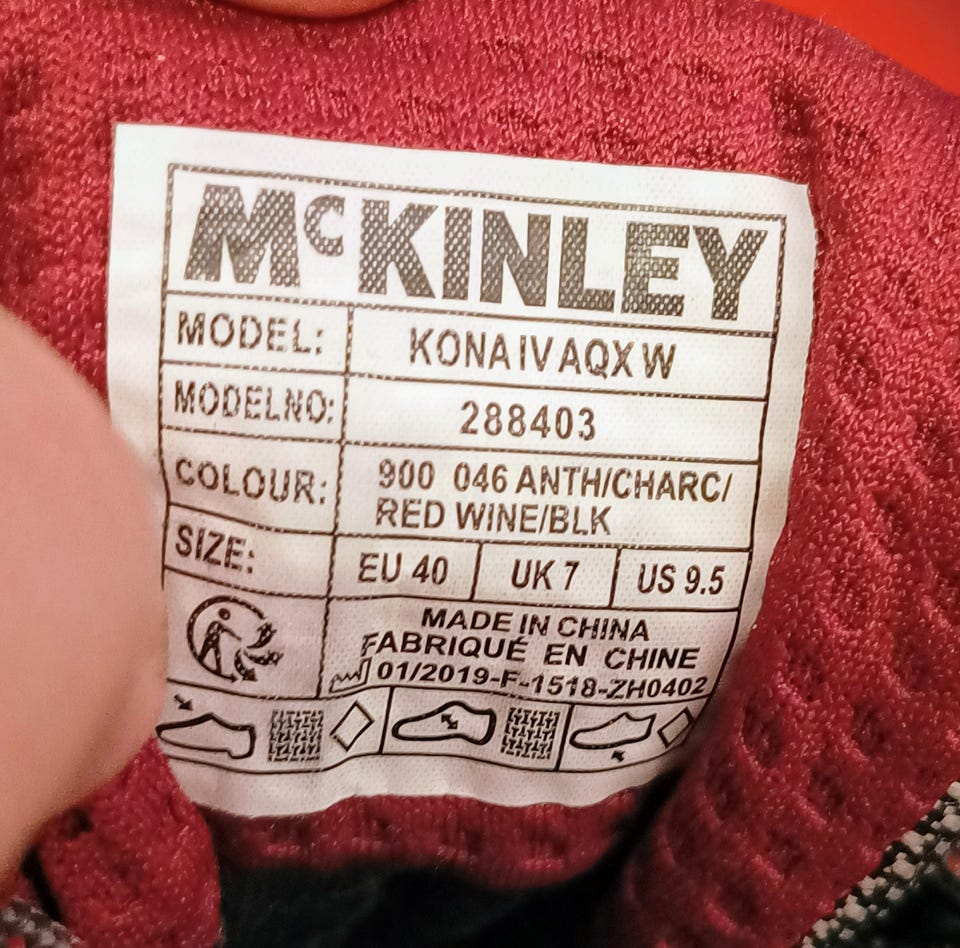 McKINLEY
MODEL: KONA IV AQX W
MODELNO: 288403
COLOUR: 900 046 ANTH/CHARC/
RED WINE/BLK
SIZE: EU 40 UK 7 US 9.5
MADE IN CHINA
FABRIQUÉ EN CHINE
01/2019-F-1518-ZH0402